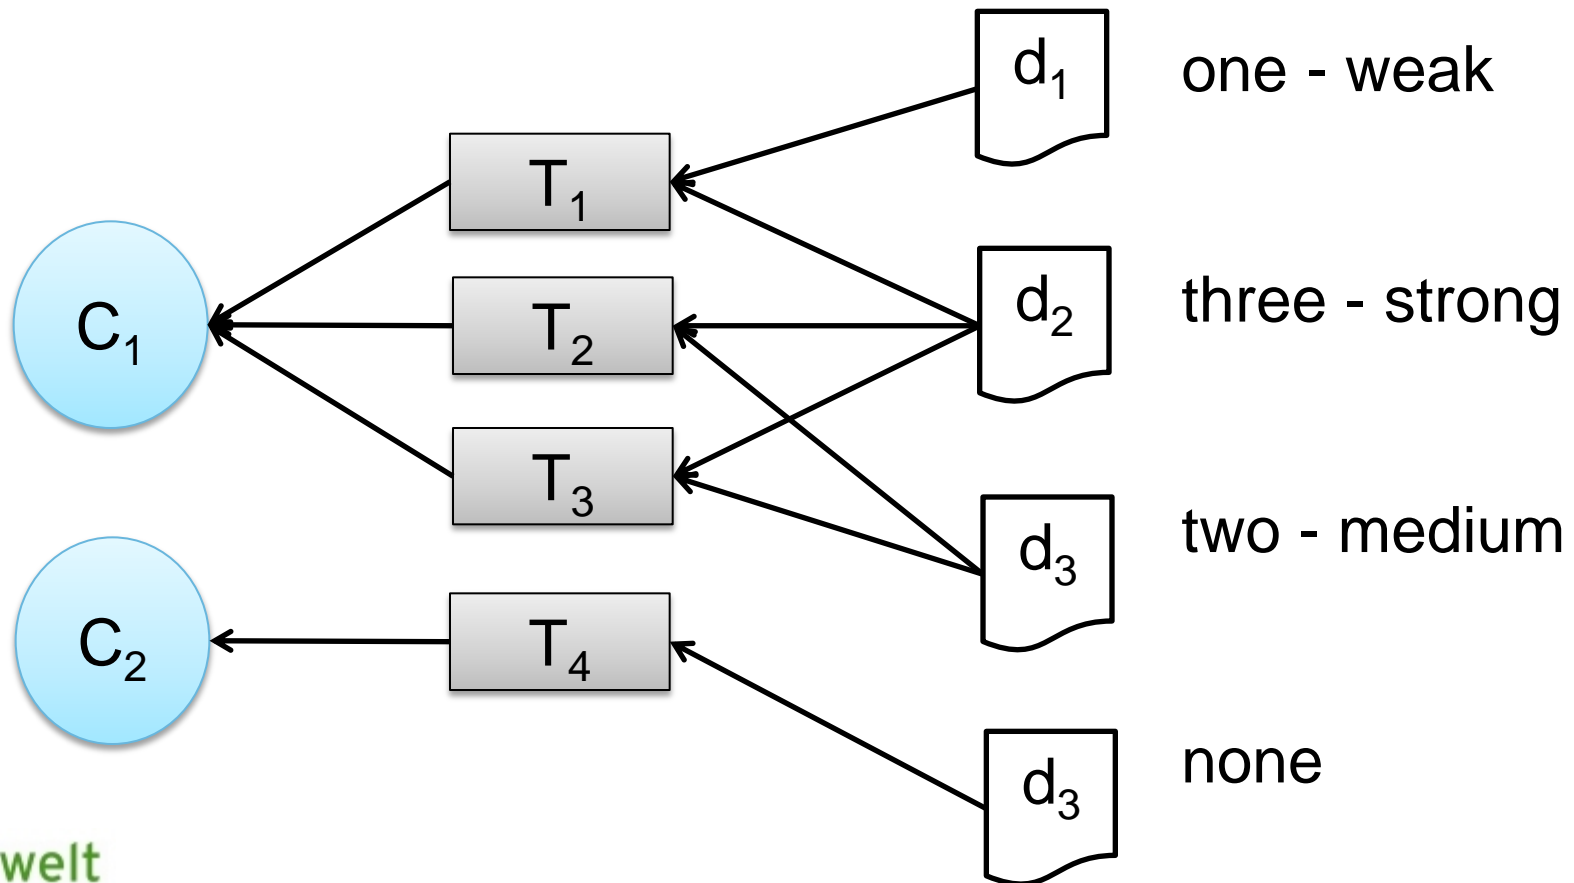 d₁ one - weak
T₁
C₁ T₂ d₂ three - strong
T₃
d₃ two - medium
C₂ T₄
d₃ none
welt